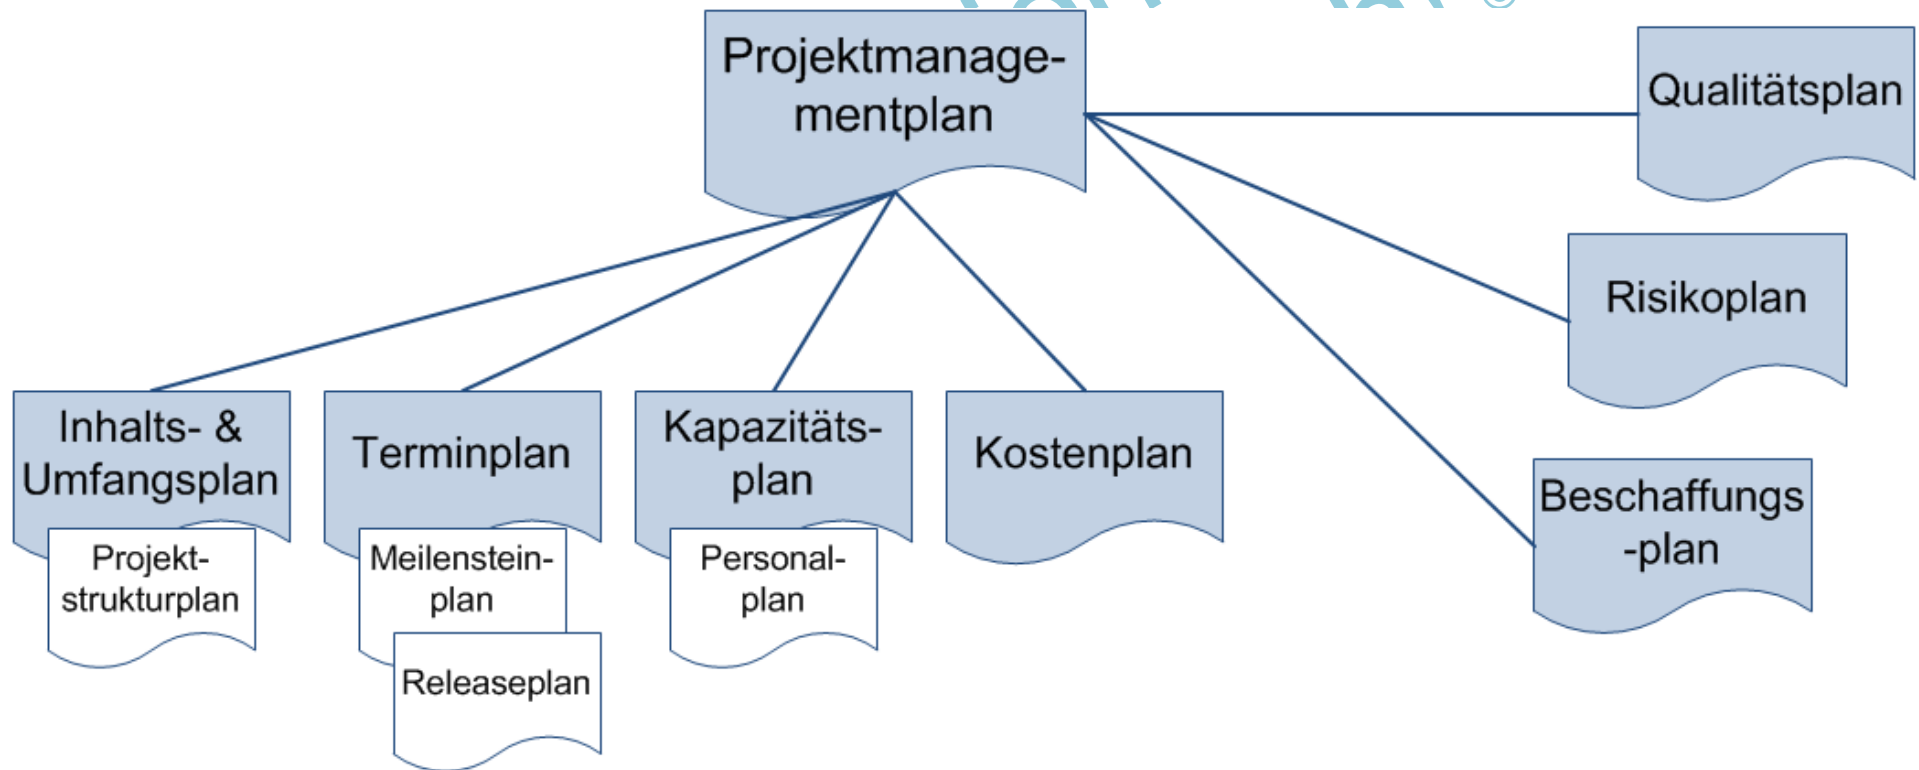 Projektmanage-
mentplan
Qualitätsplan
Risikoplan
Inhalts- &
Umfangsplan
Terminplan
Kapazitäts-
plan
Kostenplan
Beschaffungs
-plan
Projekt-
strukturplan
Meilenstein-
plan
Personal-
plan
Releaseplan